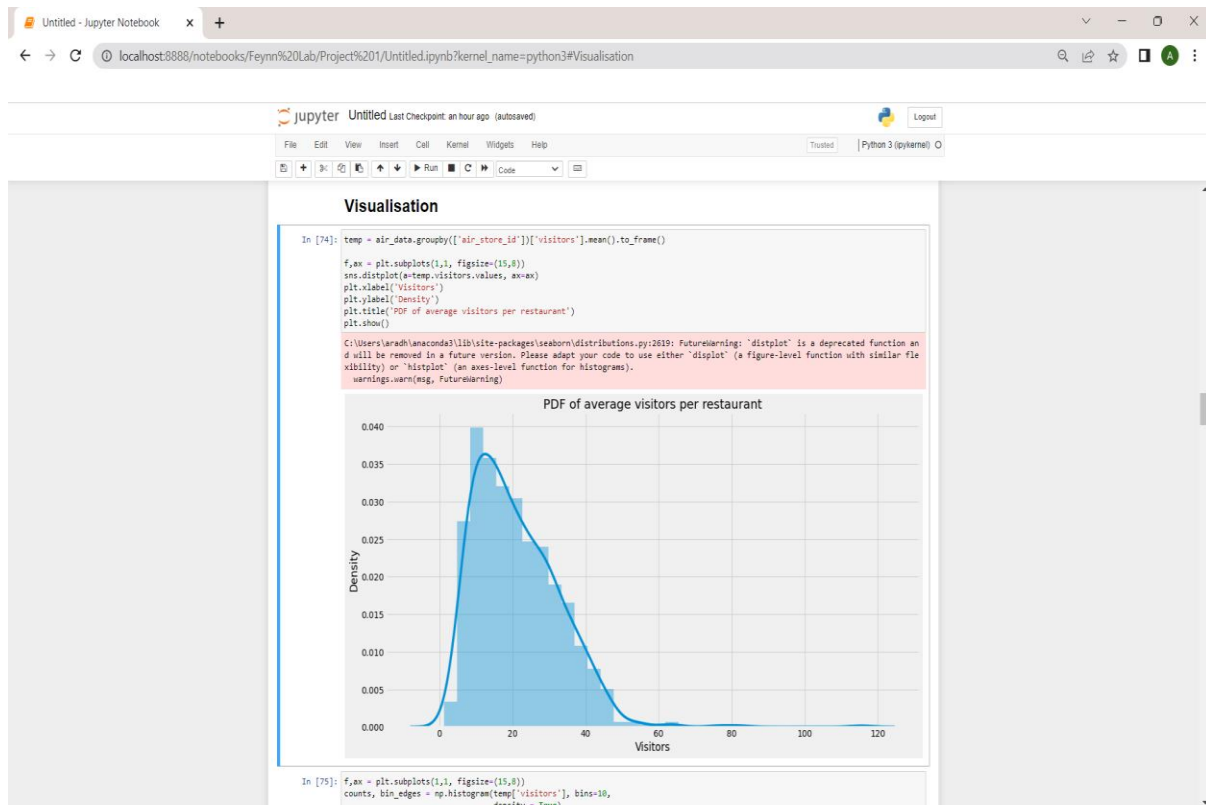 Untitled - Jupyter Notebook
localhost:8888/notebooks/Feynn%20Lab/Project%201/Untitled.ipynb?kernel_name=python3#Visualisation
A
jupyter Untitled Last Checkpoint: an hour ago (autosaved)
Logout
File Edit View Insert Cell Kernel Widgets Help
Trusted
Python 3 (ipykernel)
Run
Code
Visualisation
In [74]: temp = air_data.groupby(['air_store_id'])['visitors'].mean().to_frame()
f,ax = plt.subplots(1,1, figsize=(15,8))
sns.distplot(a=temp.visitors.values, ax=ax)
plt.xlabel('Visitors')
plt.ylabel('Density')
plt.title('PDF of average visitors per restaurant')
plt.show()
C:\Users\aradh\anaconda3\lib\site-packages\seaborn\distributions.py:2619: FutureWarning: `distplot` is a deprecated function an
d will be removed in a future version. Please adapt your code to use either `displot` (a figure-level function with similar fle
xibility) or `histplot` (an axes-level function for histograms).
warnings.warn(msg, FutureWarning)
PDF of average visitors per restaurant
0.040
0.035
0.030
0.025
0.020
0.015
0.010
0.005
0.000
Density
0 20 40 60 80 100 120
Visitors
In [75]: f,ax = plt.subplots(1,1, figsize=(15,8))
counts, bin_edges = np.histogram(temp['visitors'], bins=10,
density = True)